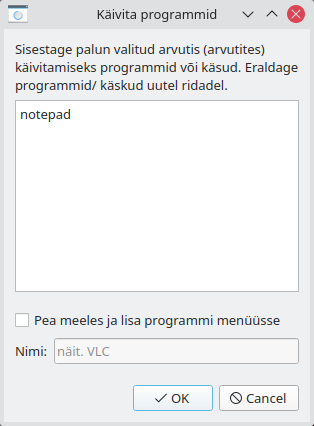 Käivita programmid
Sisestage palun valitud arvutis (arvutites)
käivitamiseks programmid või käsud. Eraldage
programmid/ käskud uutel ridadel.
notepad
Pea meeles ja lisa programmi menüüsse
Nimi: näit. VLC
OK Cancel